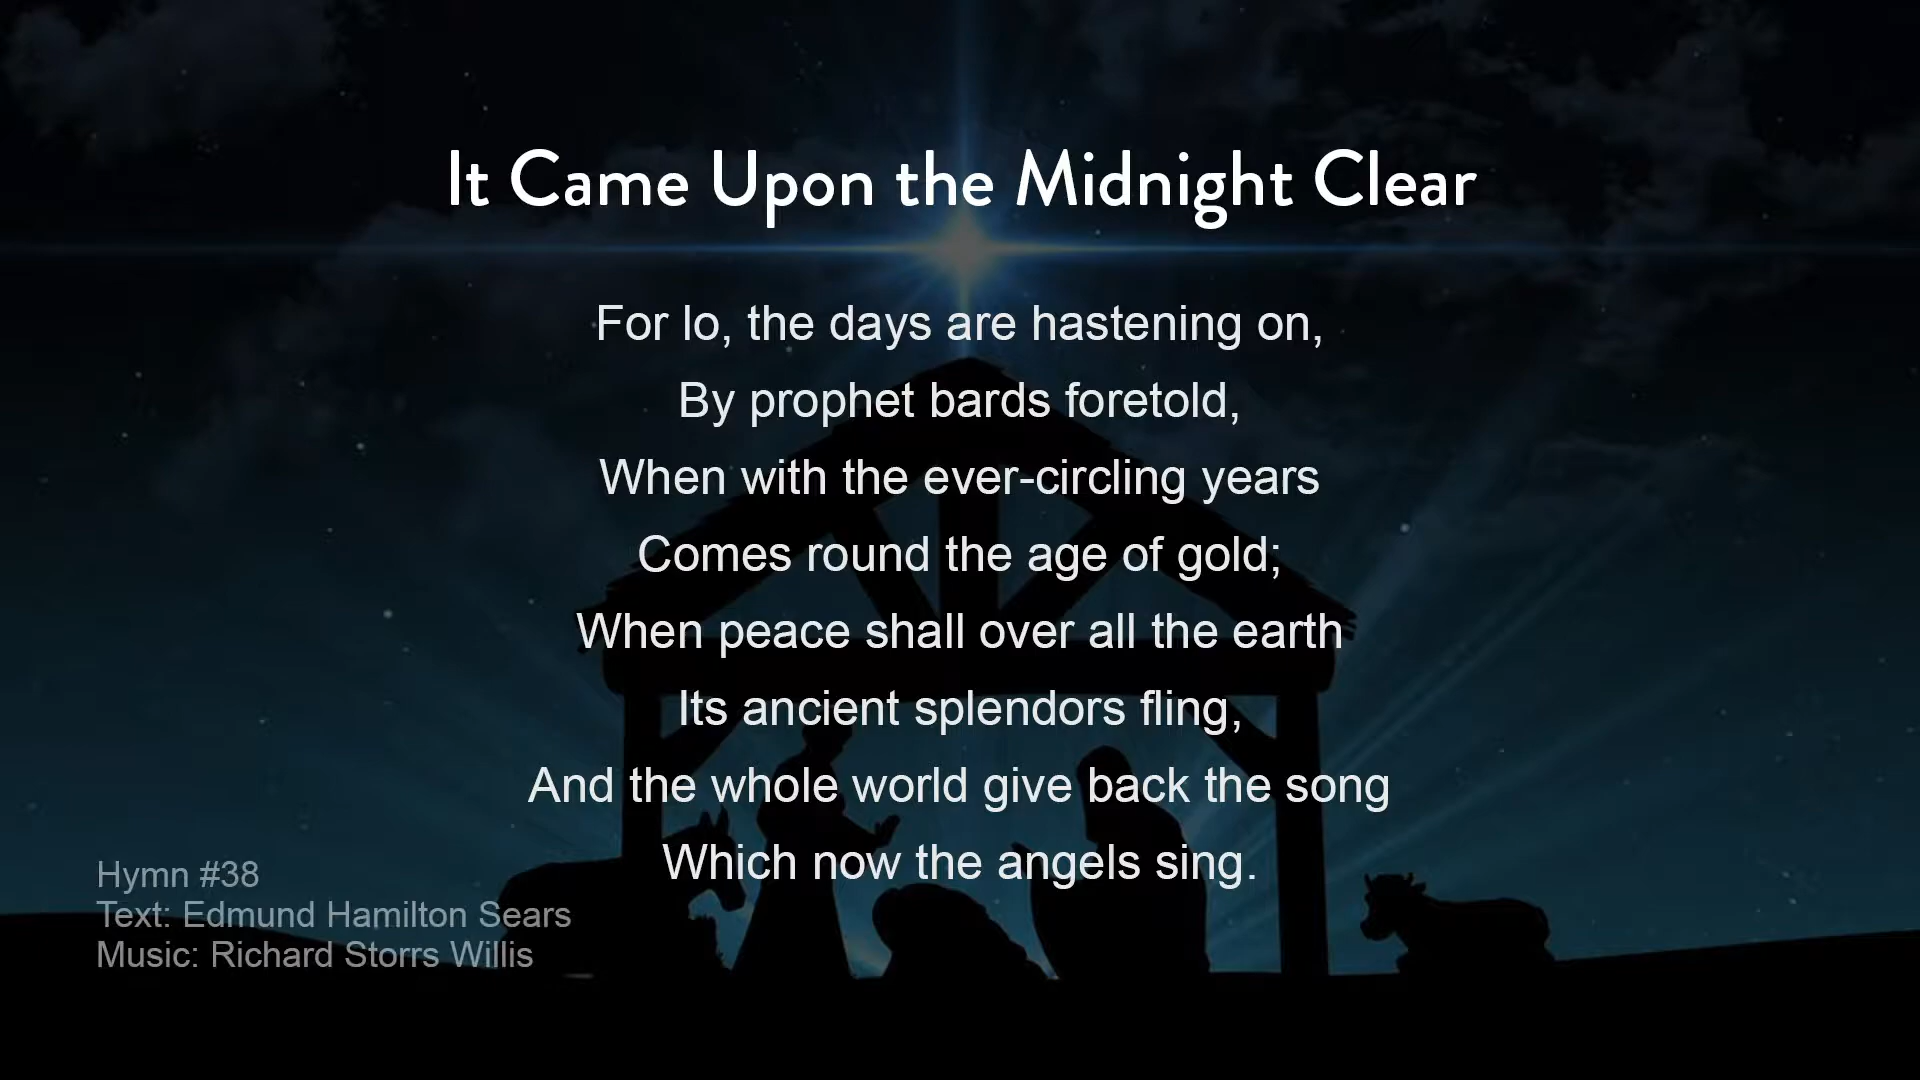 It Came Upon the Midnight Clear
For lo, the days are hastening on,
By prophet bards foretold,
When with the ever-circling years
Comes round the age of gold;
When peace shall over all the earth
Its ancient splendors fling,
And the whole world give back the song
Which now the angels sing.
Hymn #38
Text: Edmund Hamilton Sears
Music: Richard Storrs Willis